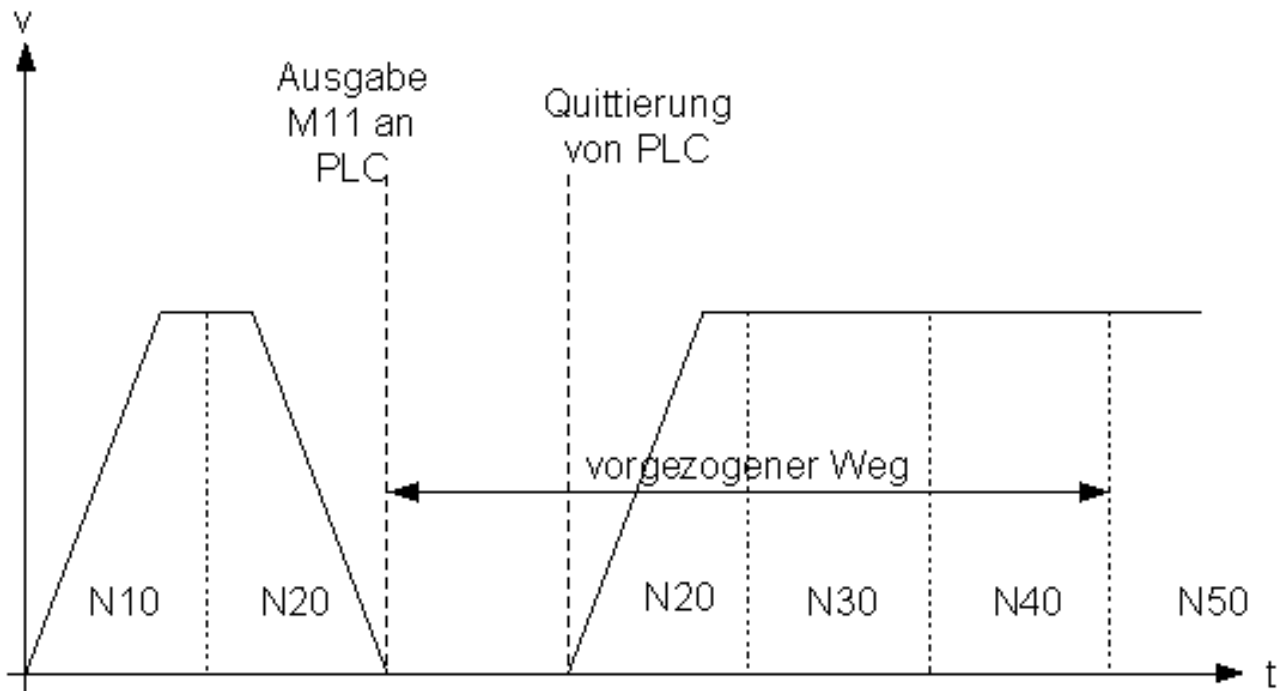 v
Ausgabe
M11 an
PLC
Quittierung
von PLC
vorgezogener Weg
N10
N20
N20
N30
N40
N50
t